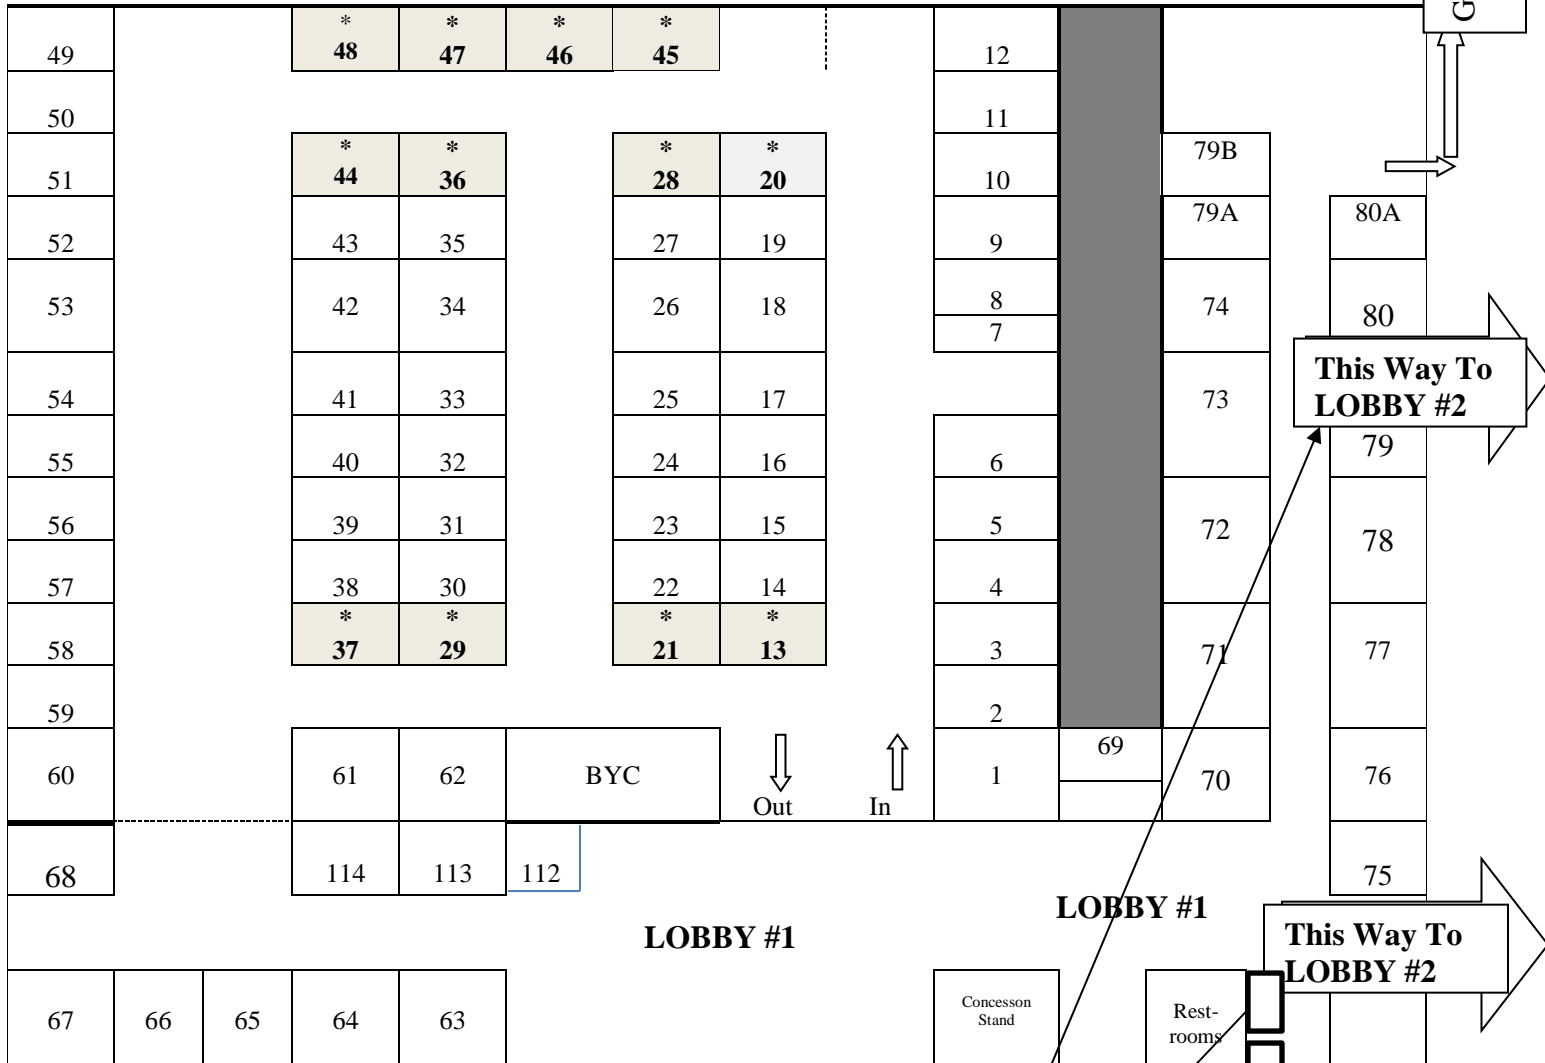 G
* * * *
49 48 47 46 45 12
50 11
* * * * 79B
51 44 36 28 20 10
79A 80A
52 43 35 27 19 9
53 42 34 26 18 8 74 80
7
This Way To
LOBBY #2
54 41 33 25 17 73
79
55 40 32 24 16 6
56 39 31 23 15 5 72 78
57 38 30 22 14 4
* * * *
58 37 29 21 13 3 71 77
59 2
69
60 61 62 BYC 1 70 76
Out In
68 114 113 112 75
LOBBY #1
LOBBY #1
This Way To
LOBBY #2
67 66 65 64 63
Concesson
Stand
Rest-
rooms